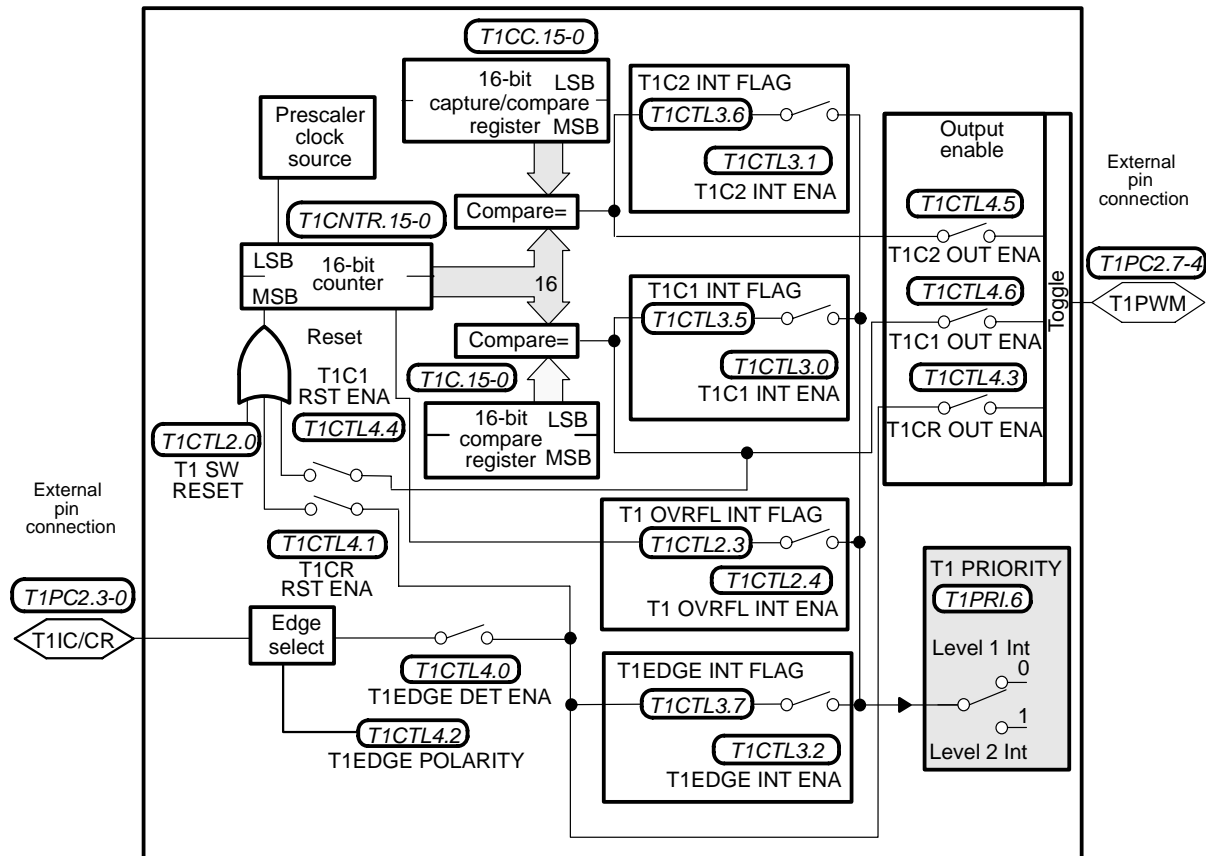 T1CC.15-0
16-bit
capture/compare
register
LSB
MSB
Prescaler
clock
source
T1CNTR.15-0
LSB
MSB
16-bit
counter
Compare=
16
Compare=
T1C.15-0
16-bit
compare
register
LSB
MSB
Reset
T1C1
RST ENA
T1CTL4.4
T1CTL2.0
T1 SW
RESET
T1CTL4.1
T1CR
RST ENA
External
pin
connection
T1PC2.3-0
T1IC/CR
Edge
select
T1CTL4.0
T1EDGE DET ENA
T1CTL4.2
T1EDGE POLARITY
T1C2 INT FLAG
T1CTL3.6
T1CTL3.1
T1C2 INT ENA
T1C1 INT FLAG
T1CTL3.5
T1CTL3.0
T1C1 INT ENA
T1 OVRFL INT FLAG
T1CTL2.3
T1CTL2.4
T1 OVRFL INT ENA
T1EDGE INT FLAG
T1CTL3.7
T1CTL3.2
T1EDGE INT ENA
Output
enable
T1CTL4.5
T1C2 OUT ENA
T1CTL4.6
T1C1 OUT ENA
T1CTL4.3
T1CR OUT ENA
Toggle
External
pin
connection
T1PC2.7-4
T1PWM
T1 PRIORITY
T1PRI.6
Level 1 Int
0
1
Level 2 Int